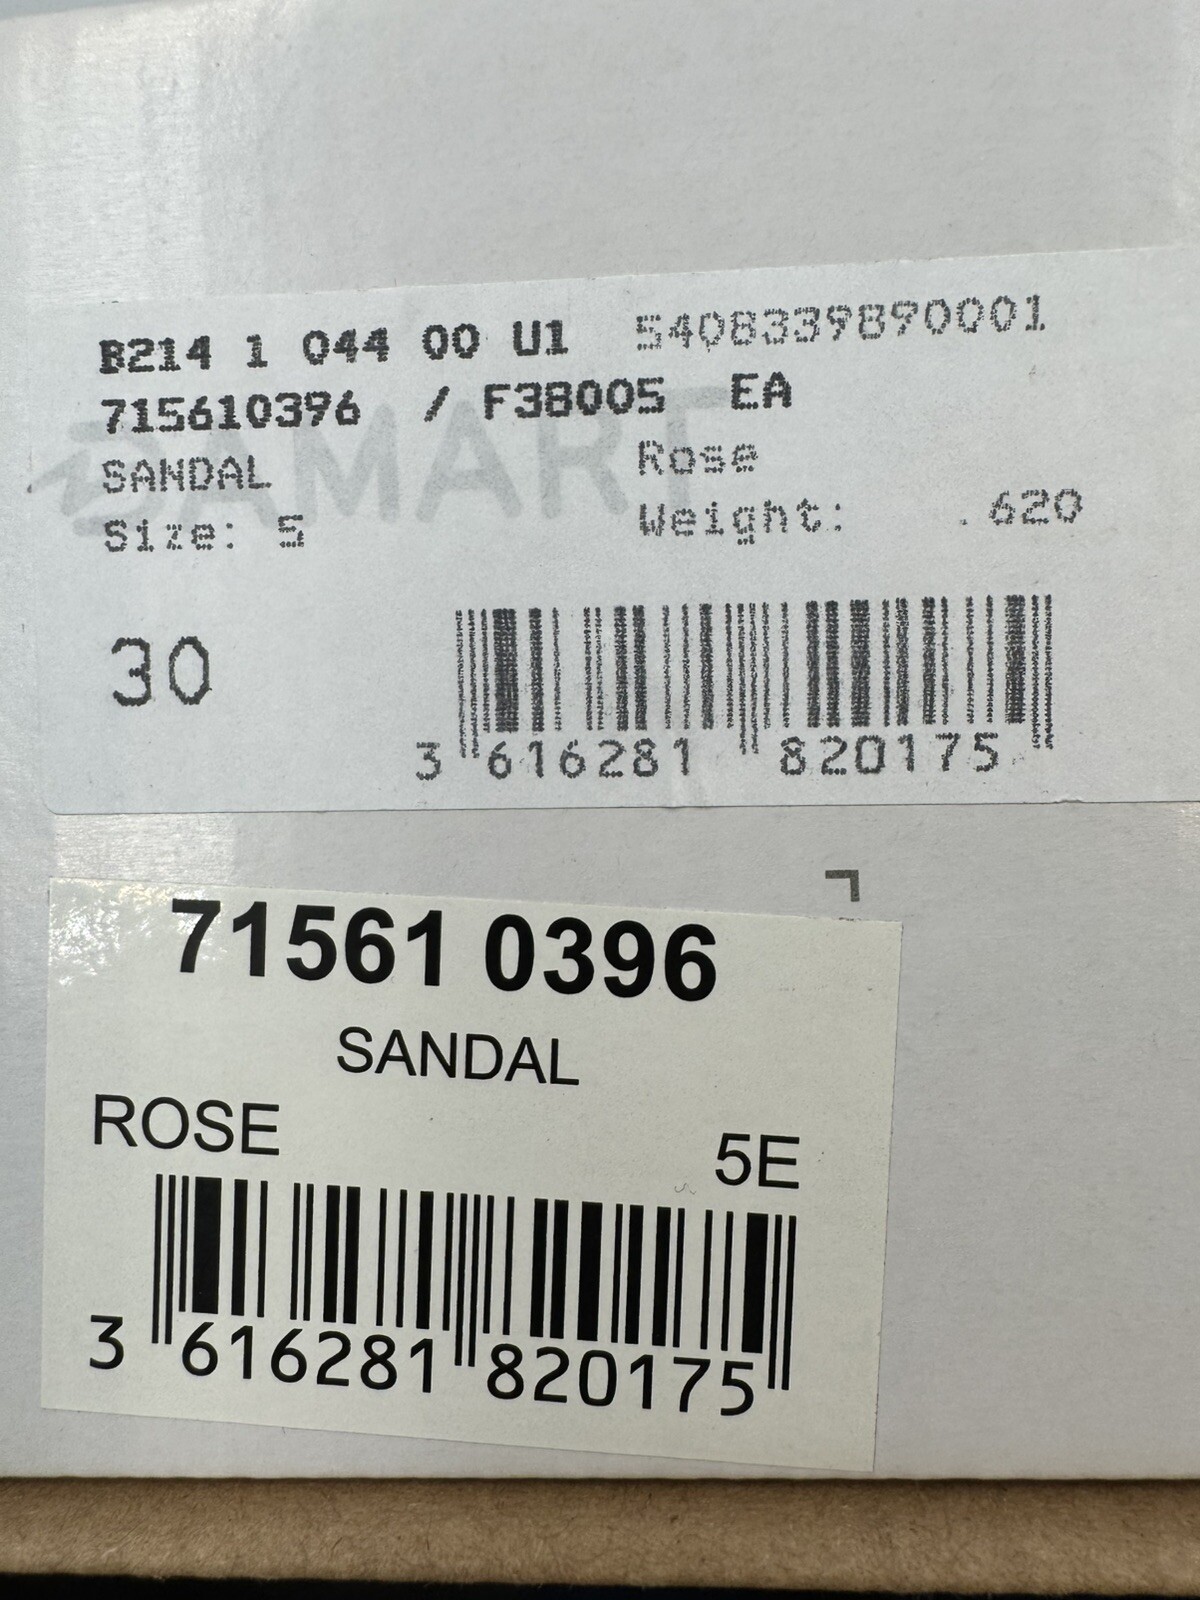 B214 1 044 00 U1 5408339890001
715610396 / F38005 EA
SANDAL Rose
Size: 5 Weight: .620
30
3 616281 820175
DAMART
71561 0396
SANDAL
ROSE 5E
3 616281 820175